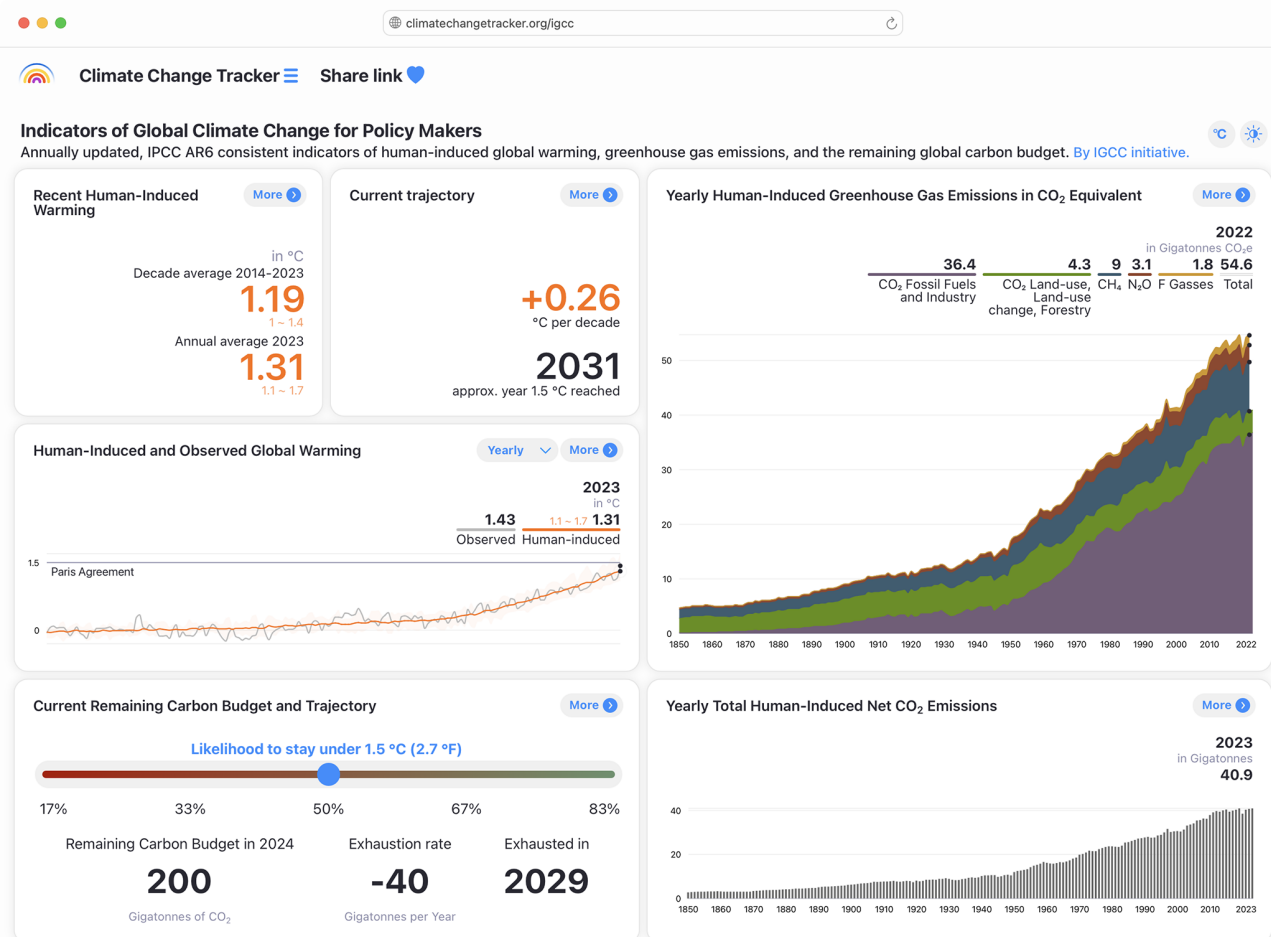 climatechangetracker.org/igcc
Climate Change Tracker
Share link
Indicators of Global Climate Change for Policy Makers
Annually updated, IPCC AR6 consistent indicators of human-induced global warming, greenhouse gas emissions, and the remaining global carbon budget. By IGCC initiative.
°C
Recent Human-Induced
Warming
More
in °C
Decade average 2014-2023
1.19
1 ~ 1.4
Annual average 2023
1.31
1.1 ~ 1.7
Current trajectory
More
+0.26
°C per decade
2031
approx. year 1.5 °C reached
Yearly Human-Induced Greenhouse Gas Emissions in CO₂ Equivalent
More
2022
in Gigatonnes CO₂e
36.4 4.3 9 3.1 1.8 54.6
CO₂ Fossil Fuels
and Industry
CO₂ Land-use,
Land-use
change, Forestry
CH₄ N₂O F Gasses Total
50
40
30
20
10
0
1850 1860 1870 1880 1890 1900 1910 1920 1930 1940 1950 1960 1970 1980 1990 2000 2010 2022
Human-Induced and Observed Global Warming
Yearly
More
2023
in °C
1.43 1.1 ~ 1.7 1.31
Observed Human-induced
1.5
Paris Agreement
0
Current Remaining Carbon Budget and Trajectory
More
Likelihood to stay under 1.5 °C (2.7 °F)
17% 33% 50% 67% 83%
Remaining Carbon Budget in 2024
200
Gigatonnes of CO₂
Exhaustion rate
-40
Gigatonnes per Year
Exhausted in
2029
Yearly Total Human-Induced Net CO₂ Emissions
More
2023
in Gigatonnes
40.9
40
20
0
1850 1860 1870 1880 1890 1900 1910 1920 1930 1940 1950 1960 1970 1980 1990 2000 2010 2023